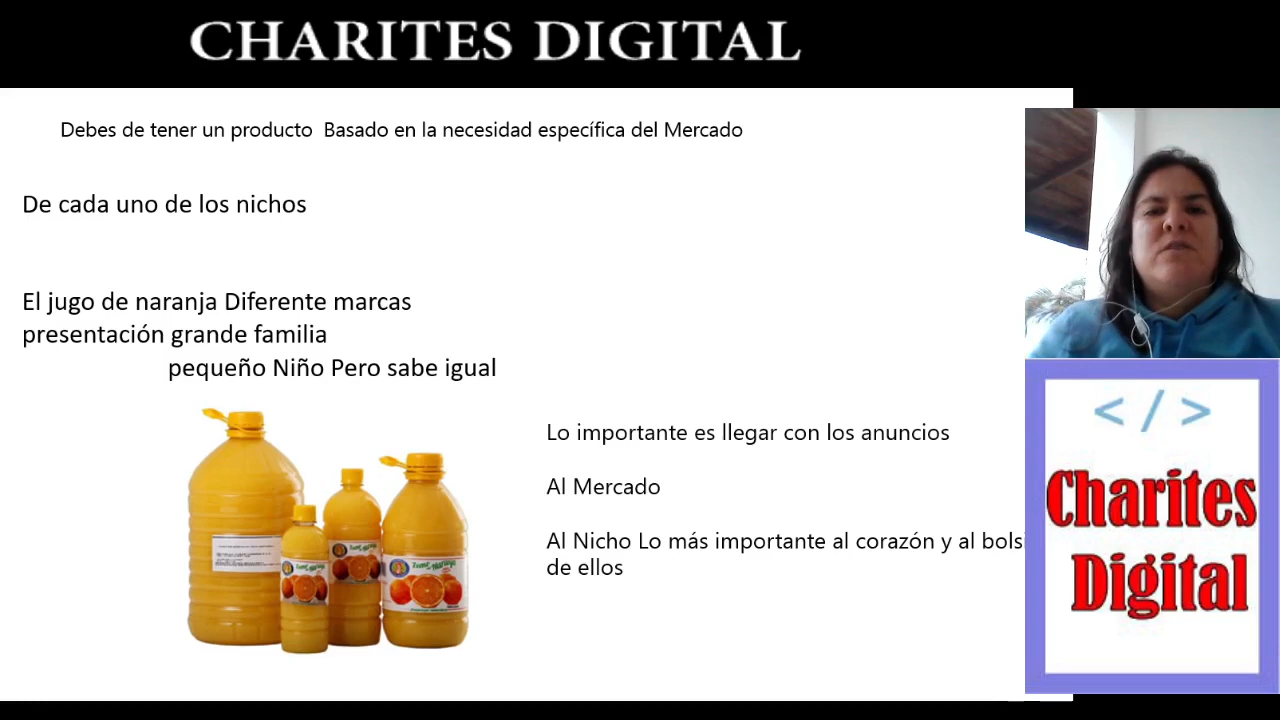 CHARITES DIGITAL
Debes de tener un producto Basado en la necesidad específica del Mercado
De cada uno de los nichos
El jugo de naranja Diferente marcas
presentación grande familia
pequeño Niño Pero sabe igual
Lo importante es llegar con los anuncios
Al Mercado
Al Nicho Lo más importante al corazón y al
de ellos
</>
Charites
Digital